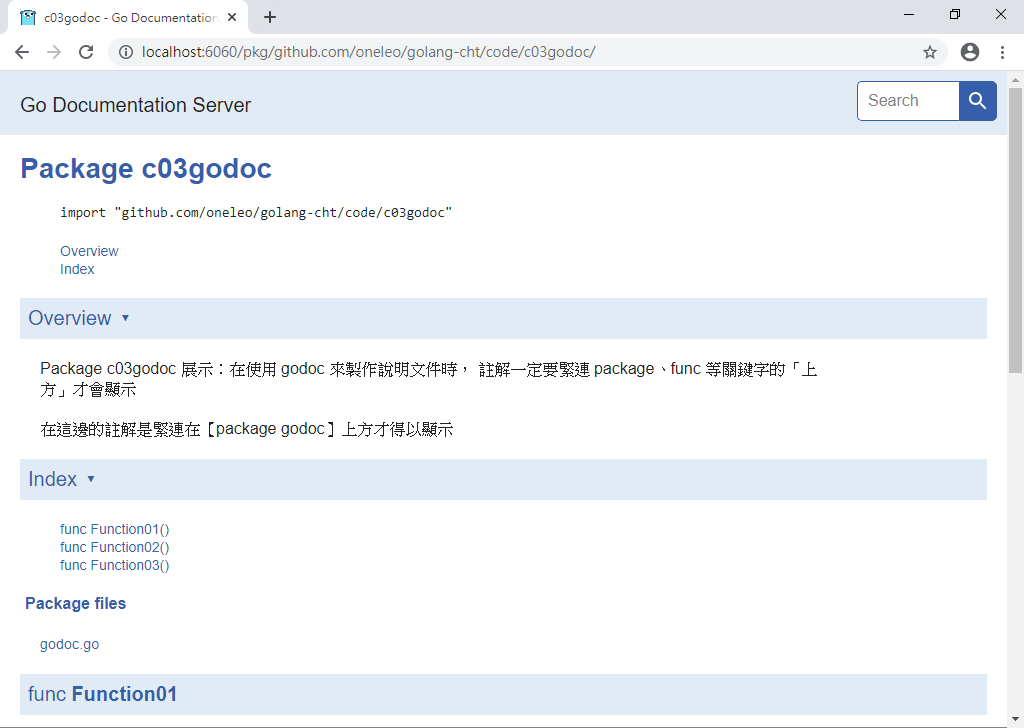 c03godoc - Go Documentation
localhost:6060/pkg/github.com/oneleo/golang-cht/code/c03godoc/
Go Documentation Server
Search
Package c03godoc
import "github.com/oneleo/golang-cht/code/c03godoc"
Overview
Index
Overview ▾
Package c03godoc 展示：在使用 godoc 來製作說明文件時， 註解一定要緊連 package、func 等關鍵字的「上
方」才會顯示
在這邊的註解是緊連在【package godoc】上方才得以顯示
Index ▾
func Function01()
func Function02()
func Function03()
Package files
godoc.go
func Function01